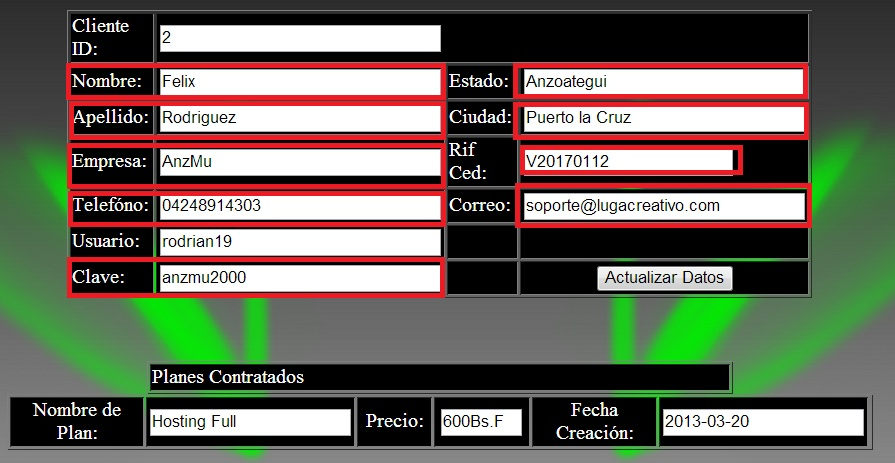 Cliente ID: 2
Nombre: Felix Estado: Anzoategui
Apellido: Rodriguez Ciudad: Puerto la Cruz
Empresa: AnzMu Rif Ced: V20170112
Telefóno: 04248914303 Correo: soporte@lugacreativo.com
Usuario: rodrian19
Clave: anzmu2000 Actualizar Datos
Planes Contratados
Nombre de Plan: Hosting Full Precio: 600Bs.F Fecha Creación: 2013-03-20